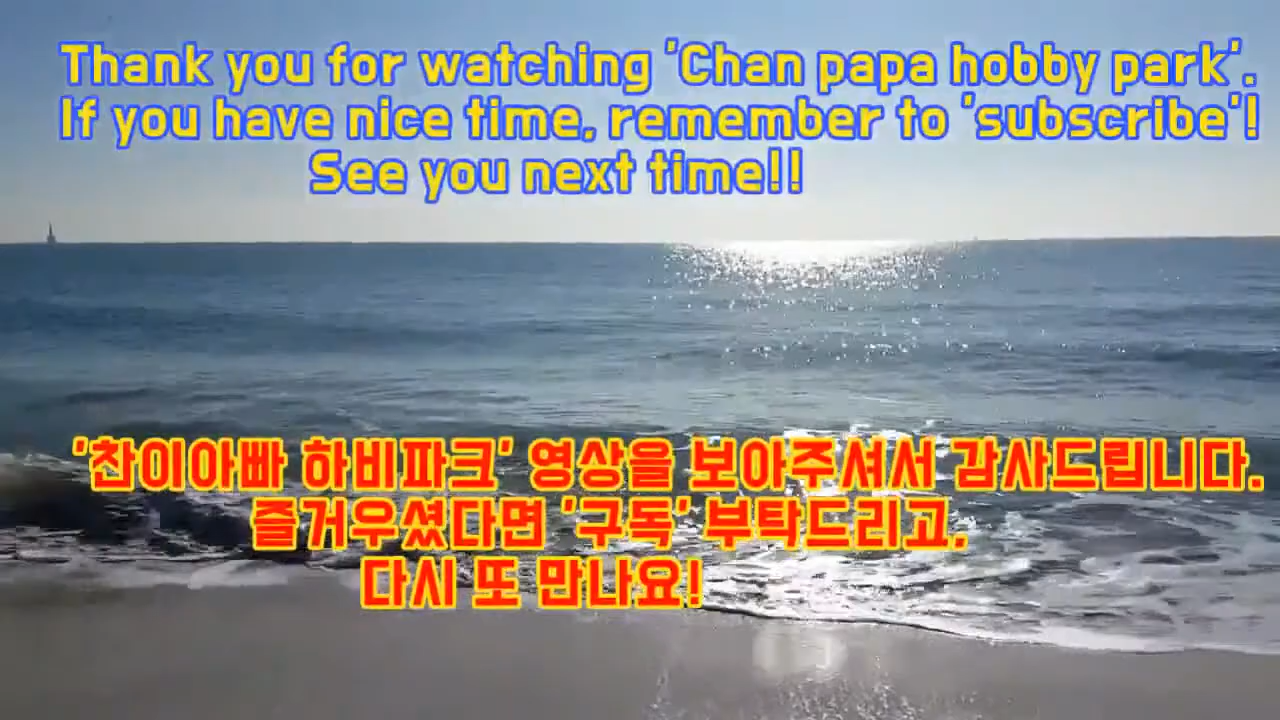 Thank you for watching 'Chan papa hobby park'.
If you have nice time, remember to 'subscribe'!
See you next time!!
'찬이아빠 하비파크' 영상을 보아주셔서 감사드립니다.
즐거우셨다면 '구독' 부탁드리고,
다시 또 만나요!